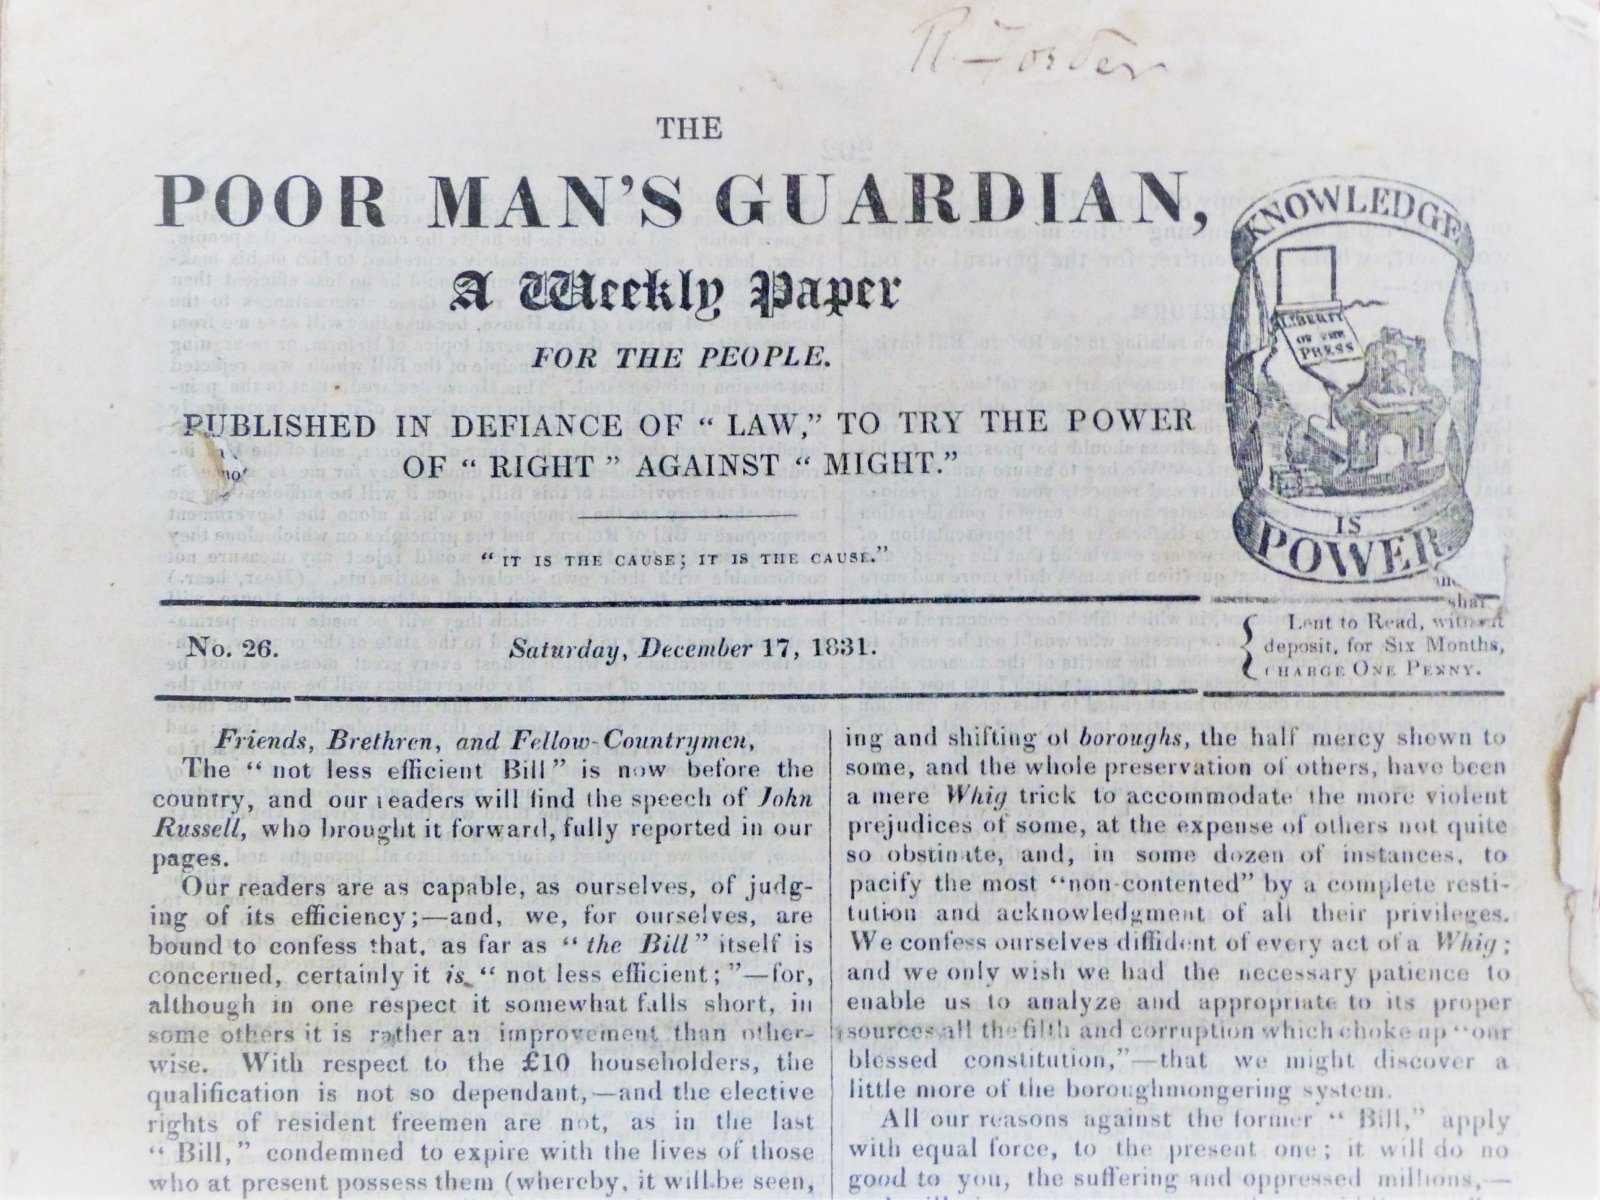 R Forder
THE
POOR MAN'S GUARDIAN,
A Weekly Paper
FOR THE PEOPLE.
PUBLISHED IN DEFIANCE OF "LAW," TO TRY THE POWER
OF "RIGHT" AGAINST "MIGHT."
"IT IS THE CAUSE; IT IS THE CAUSE."
KNOWLEDGE
LIBERTY
OF THE
PRESS
IS
POWER
No. 26.
Saturday, December 17, 1831.
Lent to Read, without
deposit, for Six Months,
CHARGE ONE PENNY.
Friends, Brethren, and Fellow-Countrymen,
The "not less efficient Bill" is now before the
country, and our readers will find the speech of John
Russell, who brought it forward, fully reported in our
pages.
Our readers are as capable, as ourselves, of judg-
ing of its efficiency;—and, we, for ourselves, are
bound to confess that, as far as "the Bill" itself is
concerned, certainly it is "not less efficient;"—for,
although in one respect it somewhat falls short, in
some others it is rather an improvement than other-
wise. With respect to the £10 householders, the
qualification is not so dependant,—and the elective
rights of resident freemen are not, as in the last
"Bill," condemned to expire with the lives of those
who at present possess them (whereby, it will be seen,
ing and shifting of boroughs, the half mercy shewn to
some, and the whole preservation of others, have been
a mere Whig trick to accommodate the more violent
prejudices of some, at the expense of others not quite
so obstinate, and, in some dozen of instances, to
pacify the most "non-contented" by a complete resti-
tution and acknowledgment of all their privileges.
We confess ourselves diffident of every act of a Whig;
and we only wish we had the necessary patience to
enable us to analyze and appropriate to its proper
sources all the filth and corruption which choke up "our
blessed constitution,"—that we might discover a
little more of the boroughmongering system.
All our reasons against the former "Bill," apply
with equal force, to the present one; it will do no
good to you, the suffering and oppressed millions,—